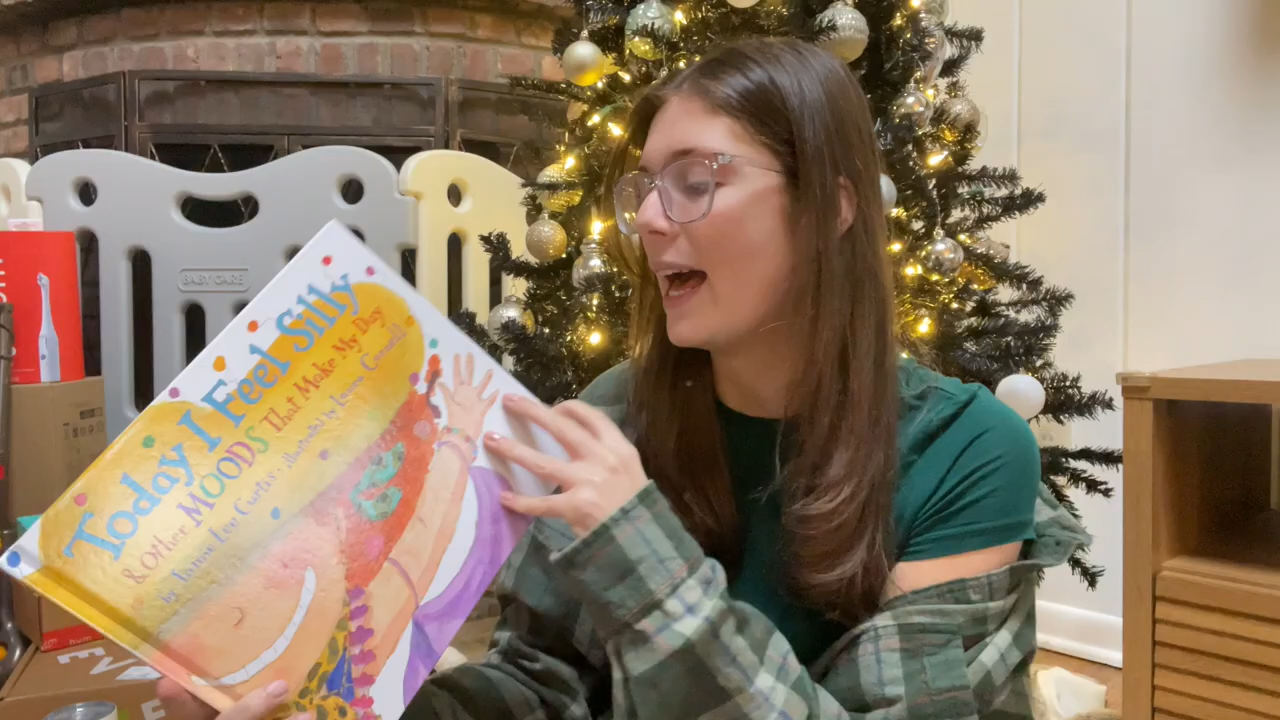 Today I Feel Silly
& Other MOODS That Make My Day
by Jamie Lee Curtis · illustrated by Laura Cornell
BABY CARE
EVE